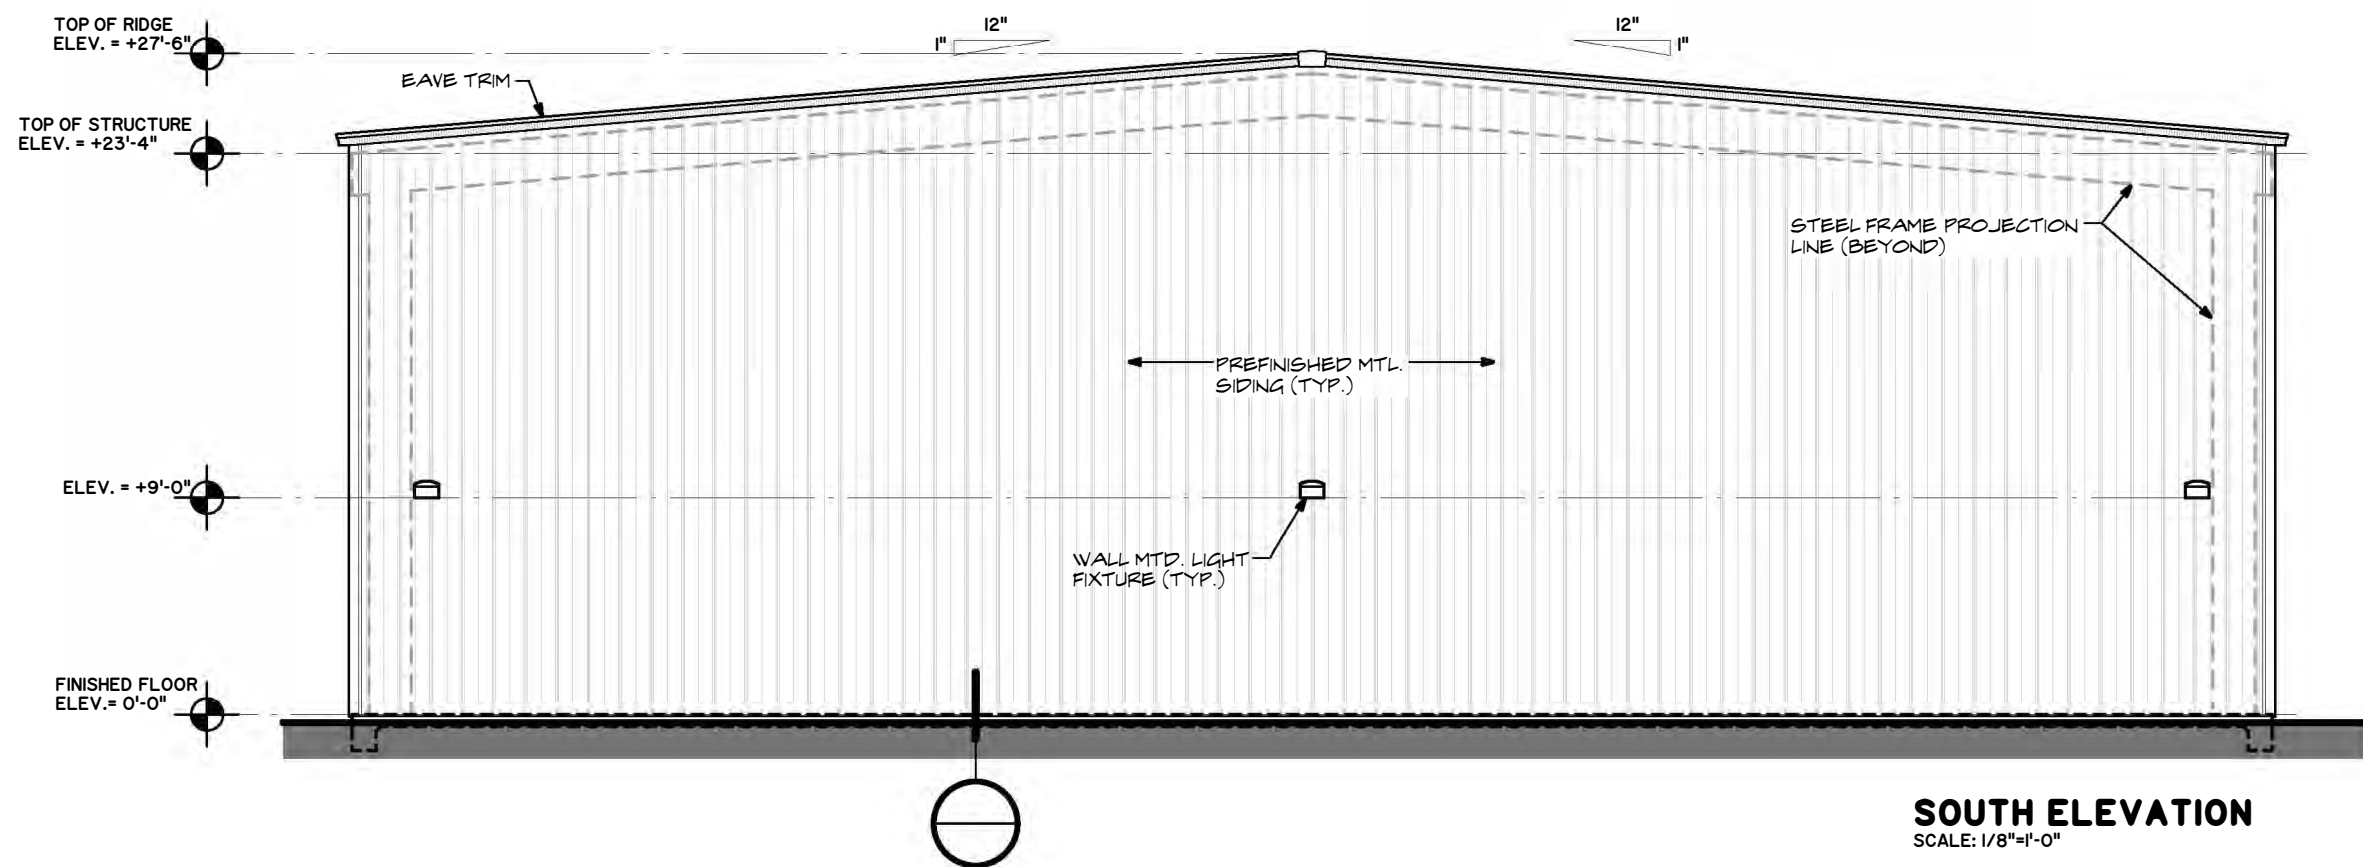 TOP OF RIDGE
ELEV. = +27'-6"
12"
1"
12"
1"
EAVE TRIM
TOP OF STRUCTURE
ELEV. = +23'-4"
STEEL FRAME PROJECTION
LINE (BEYOND)
PREFINISHED MTL.
SIDING (TYP.)
ELEV. = +9'-0"
WALL MTD. LIGHT
FIXTURE (TYP.)
FINISHED FLOOR
ELEV.= 0'-0"
SOUTH ELEVATION
SCALE: 1/8"=1'-0"